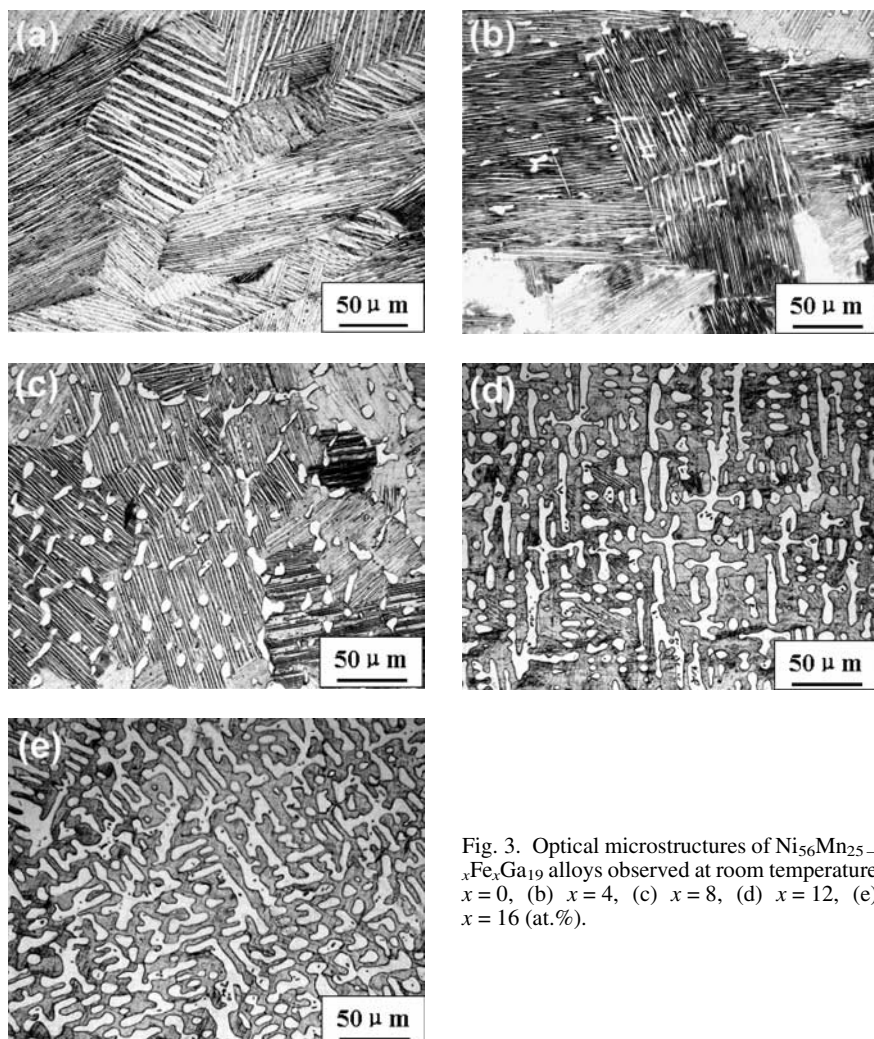 (a)
50 μ m
(b)
50 μ m
(c)
50 μ m
(d)
50 μ m
(e)
50 μ m
Fig. 3. Optical microstructures of Ni₅₆Mn₂₅₋
ₓFeₓGa₁₉ alloys observed at room temperature
x = 0, (b) x = 4, (c) x = 8, (d) x = 12, (e)
x = 16 (at.%).